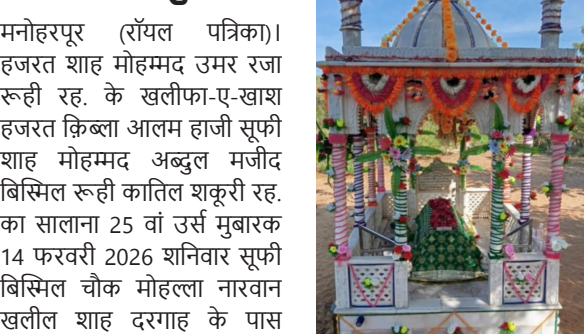 मनोहरपूर (रॉयल पत्रिका)।
हजरत शाह मोहम्मद उमर रजा
रूही रह. के खलीफा-ए-खाश
हजरत क़िब्ला आलम हाजी सूफी
शाह मोहम्मद अब्दुल मजीद
बिस्मिल रूही कातिल शकूरी रह.
का सालाना 25 वां उर्स मुबारक
14 फरवरी 2026 शनिवार सूफी
बिस्मिल चौक मोहल्ला नारवान
खलील शाह दरगाह के पास